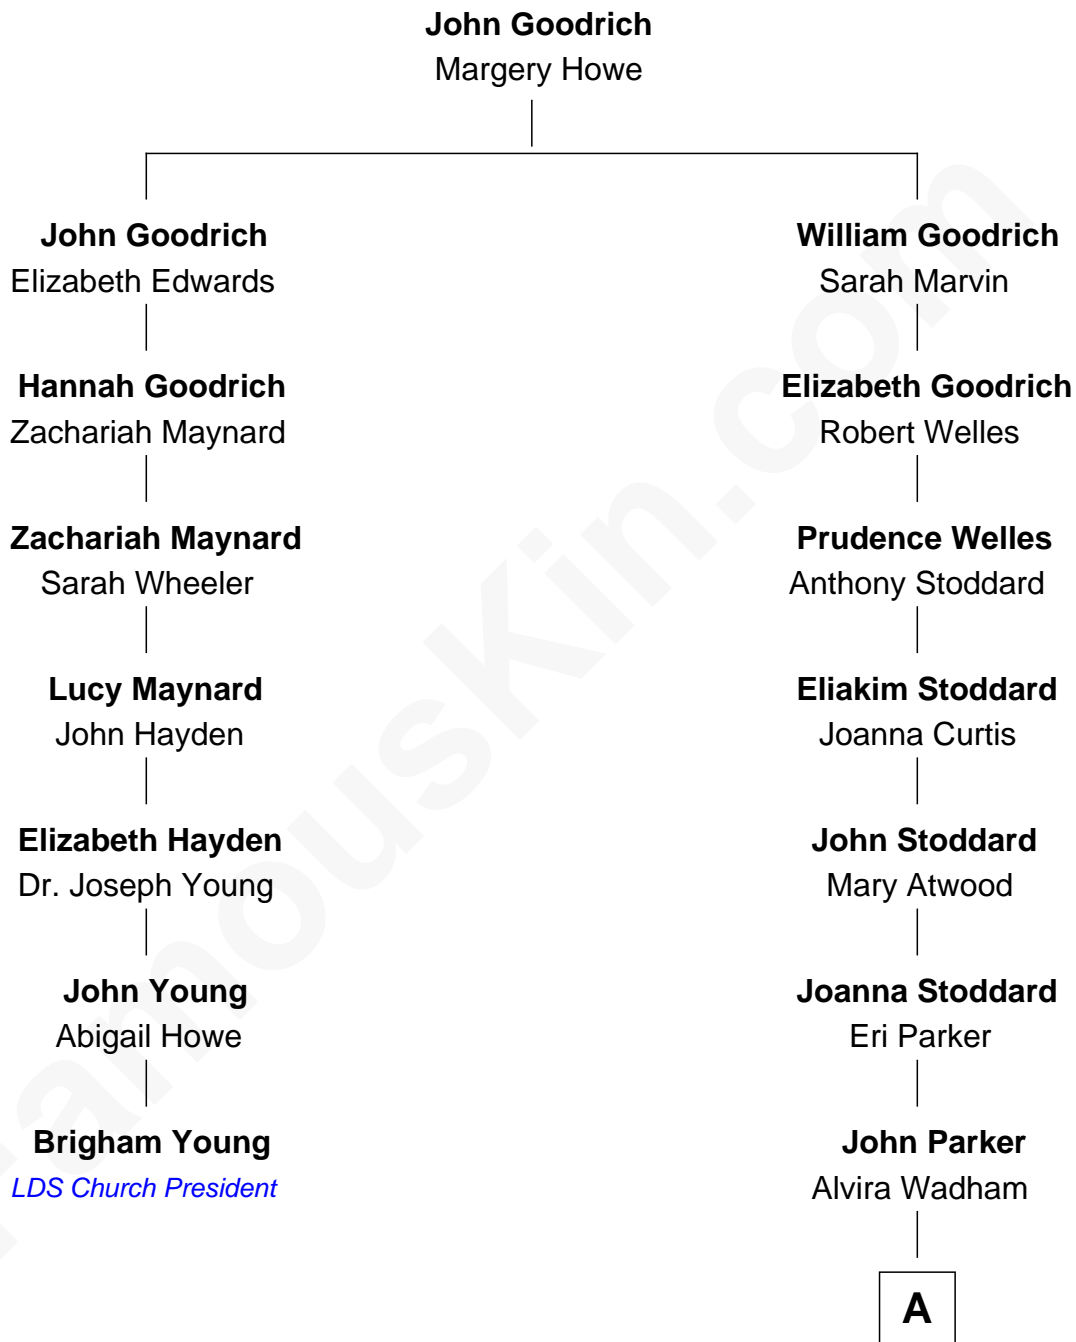 John Goodrich
Margery Howe
John Goodrich
Elizabeth Edwards
Hannah Goodrich
Zachariah Maynard
Zachariah Maynard
Sarah Wheeler
Lucy Maynard
John Hayden
Elizabeth Hayden
Dr. Joseph Young
John Young
Abigail Howe
Brigham Young
LDS Church President
William Goodrich
Sarah Marvin
Elizabeth Goodrich
Robert Welles
Prudence Welles
Anthony Stoddard
Eliakim Stoddard
Joanna Curtis
John Stoddard
Mary Atwood
Joanna Stoddard
Eri Parker
John Parker
Alvira Wadham
A
FamousKin.com